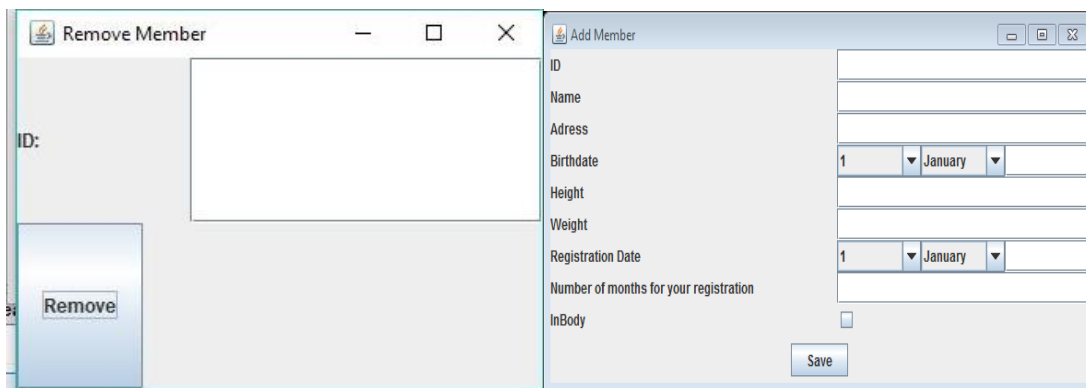 Remove Member
ID:
Remove
Add Member
ID
Name
Adress
Birthdate 1 January
Height
Weight
Registration Date 1 January
Number of months for your registration
InBody
Save